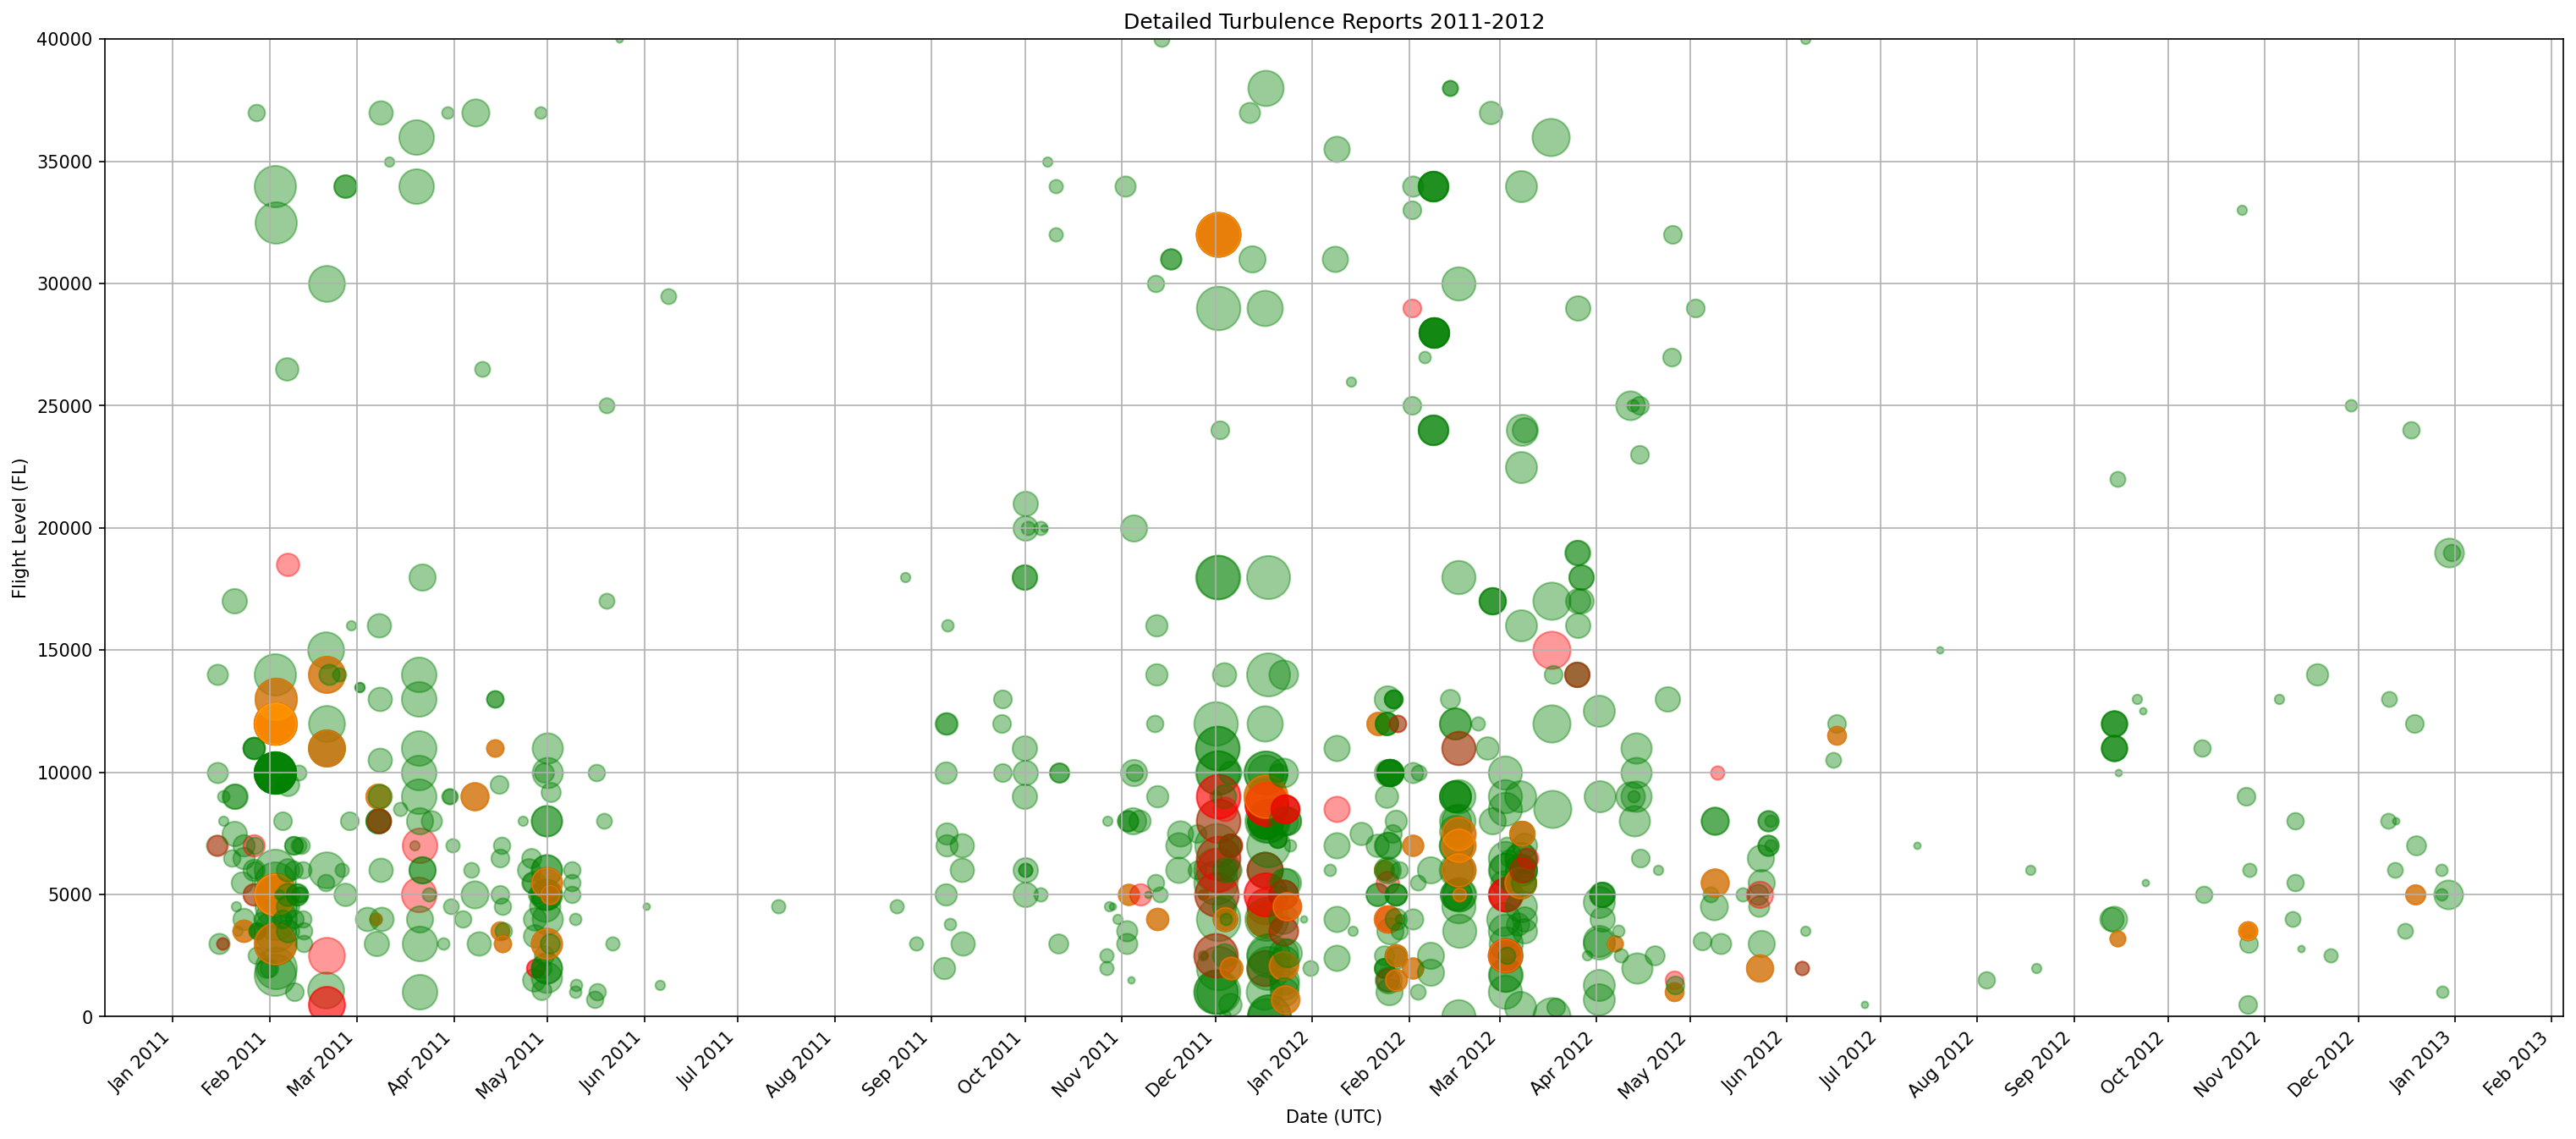 Detailed Turbulence Reports 2011-2012
Flight Level (FL)
40000
35000
30000
25000
20000
15000
10000
5000
0
Jan 2011
Feb 2011
Mar 2011
Apr 2011
May 2011
Jun 2011
Jul 2011
Aug 2011
Sep 2011
Oct 2011
Nov 2011
Dec 2011
Jan 2012
Feb 2012
Mar 2012
Apr 2012
May 2012
Jun 2012
Jul 2012
Aug 2012
Sep 2012
Oct 2012
Nov 2012
Dec 2012
Jan 2013
Feb 2013
Date (UTC)